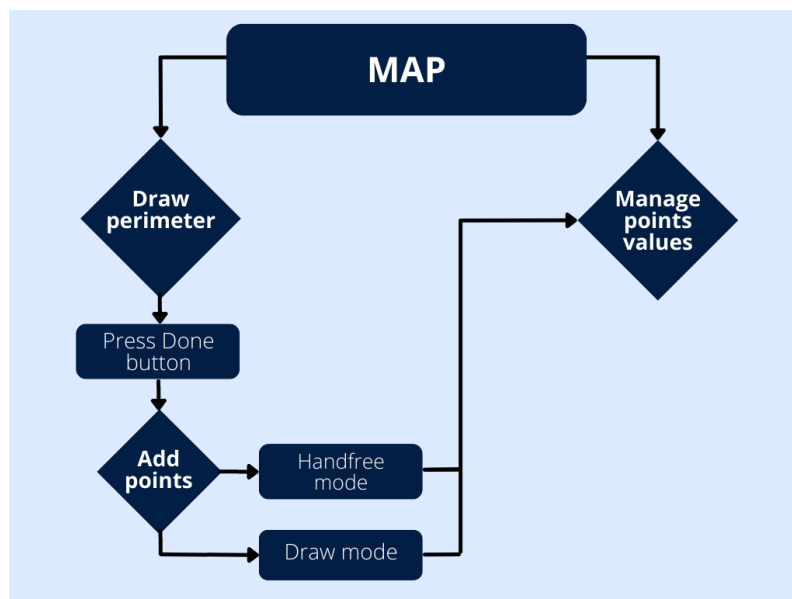 MAP
Draw
perimeter
Manage
points
values
Press Done
button
Add
points
Handfree
mode
Draw mode